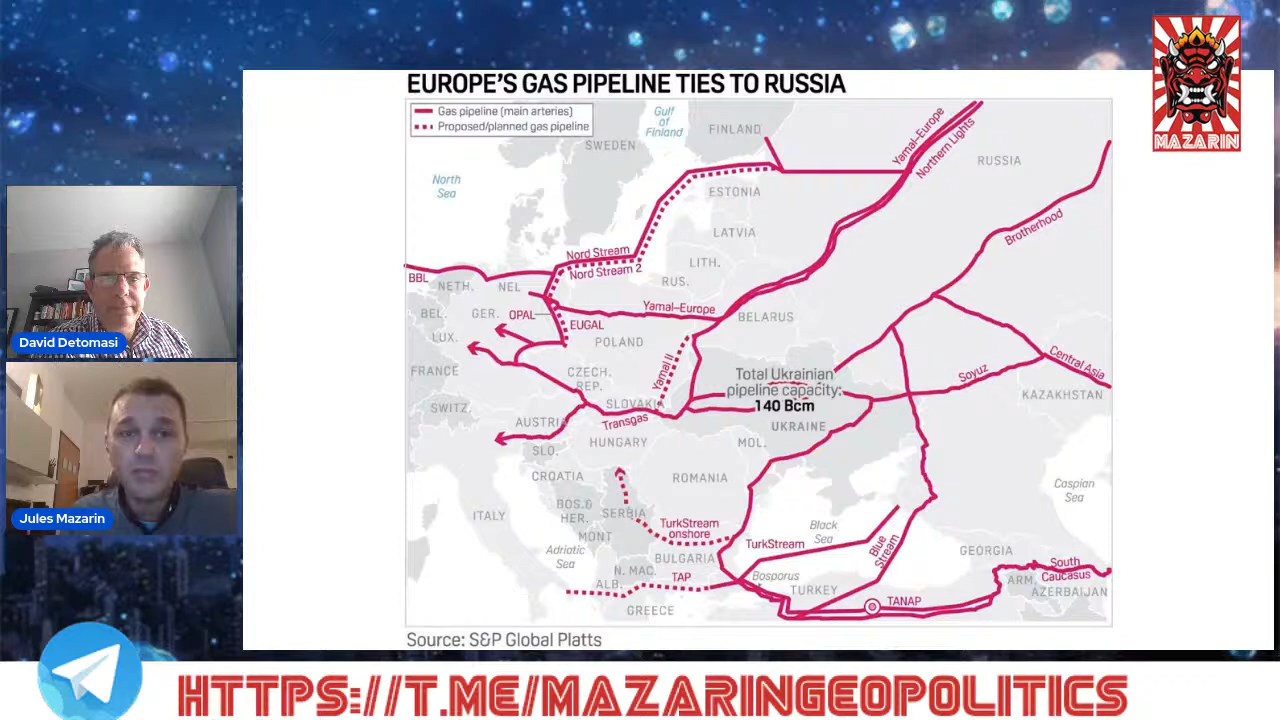 EUROPE'S GAS PIPELINE TIES TO RUSSIA
Gas pipeline (main arteries)
Proposed/planned gas pipeline
Gulf
of
Finland
FINLAND
SWEDEN
Yamal–Europe
Northern Lights
RUSSIA
North
Sea
ESTONIA
Brotherhood
LATVIA
Nord Stream
Nord Stream 2
LITH.
RUS.
BBL
NETH.
NEL
Yamal–Europe
BELARUS
BEL.
GER.
OPAL
EUGAL
POLAND
LUX.
FRANCE
CZECH.
REP.
Yamal II
Total Ukrainian
pipeline capacity:
140 Bcm
Soyuz
Central Asia
KAZAKHSTAN
SWITZ.
SLOVAKIA
AUSTRIA
Transgas
UKRAINE
HUNGARY
MOL.
SLO.
CROATIA
ROMANIA
Caspian
Sea
ITALY
BOS.&
HER.
SERBIA
MONT
TurkStream
onshore
Black
Sea
TurkStream
Blue
Stream
Adriatic
Sea
BULGARIA
GEORGIA
South
Caucasus
N. MAC.
ALB.
TAP
Bosporus
TURKEY
ARM.
AZERBAIJAN
TANAP
GREECE
Source: S&P Global Platts
MAZARIN
David Detomasi
Jules Mazarin
HTTPS://T.ME/MAZARINGEOPOLITICS